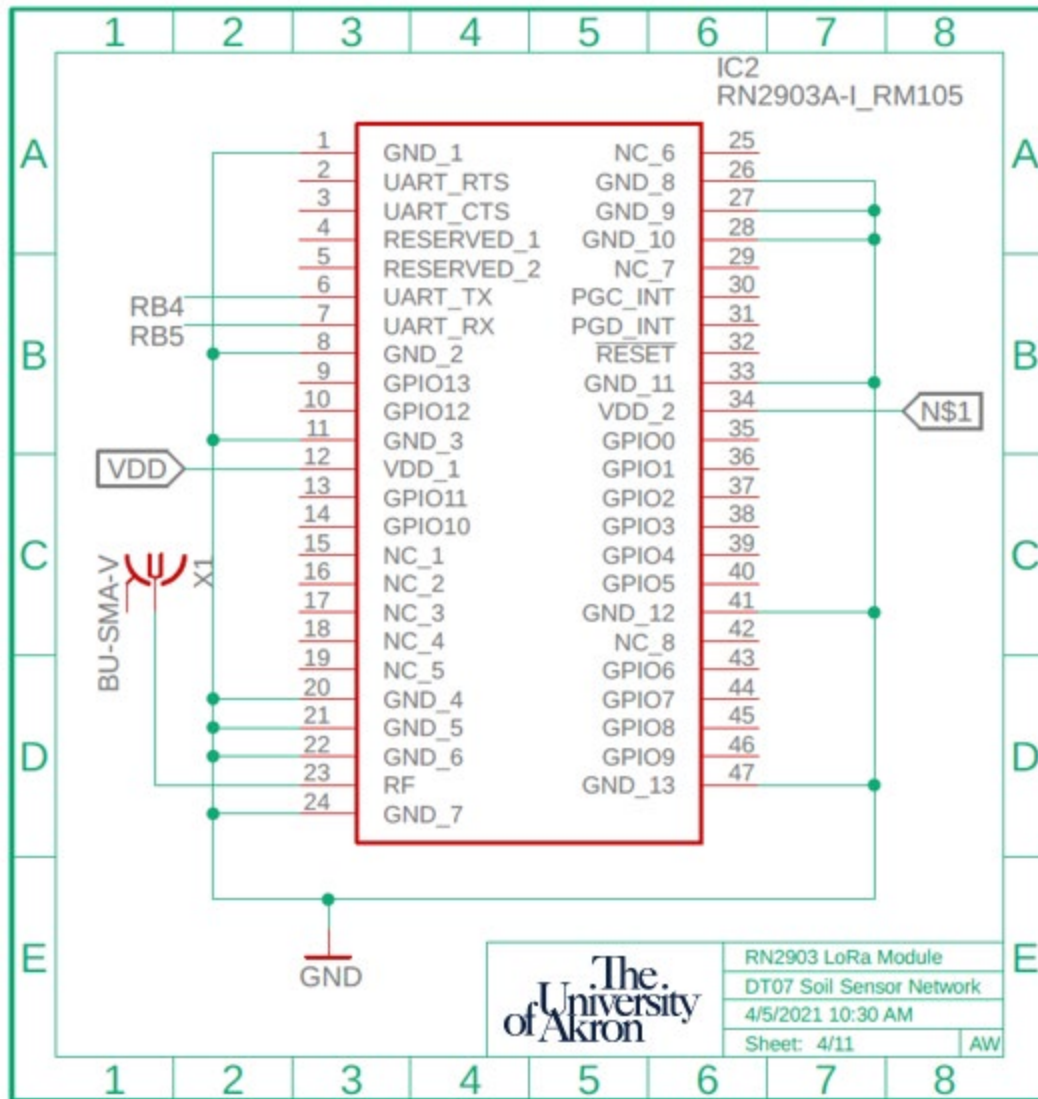 1 2 3 4 5 6 7 8
IC2
RN2903A-I_RM105
A A
1 GND_1 NC_6 25
2 UART_RTS GND_8 26
3 UART_CTS GND_9 27
4 RESERVED_1 GND_10 28
5 RESERVED_2 NC_7 29
RB4 6 UART_TX PGC_INT 30
RB5 7 UART_RX PGD_INT 31
B B
8 GND_2 RESET 32
9 GPIO13 GND_11 33
10 GPIO12 VDD_2 34 N$1
11 GND_3 GPIO0 35
VDD 12 VDD_1 GPIO1 36
13 GPIO11 GPIO2 37
14 GPIO10 GPIO3 38
C C
15 NC_1 GPIO4 39
16 NC_2 GPIO5 40
17 NC_3 GND_12 41
18 NC_4 NC_8 42
19 NC_5 GPIO6 43
BU-SMA-V
X1
20 GND_4 GPIO7 44
21 GND_5 GPIO8 45
D D
22 GND_6 GPIO9 46
23 RF GND_13 47
24 GND_7
E E
GND
The
University
of Akron
RN2903 LoRa Module
DT07 Soil Sensor Network
4/5/2021 10:30 AM
Sheet: 4/11 AW
1 2 3 4 5 6 7 8